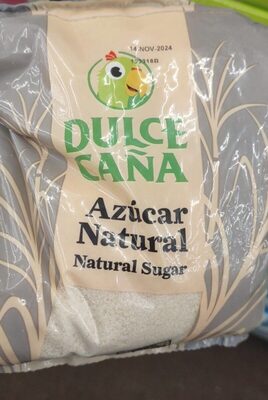 14-NOV-2024
DULCE
CAÑA
Azúcar
Natural
Natural Sugar